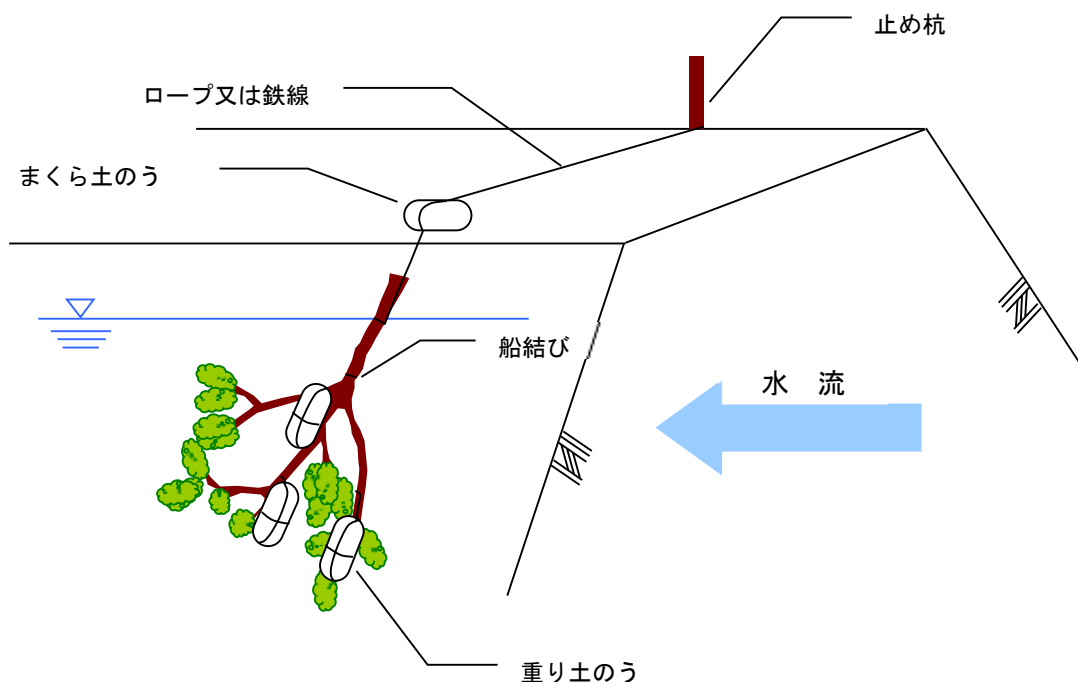 止め杭
ロープ又は鉄線
まくら土のう
船結び
水　流
重り土のう